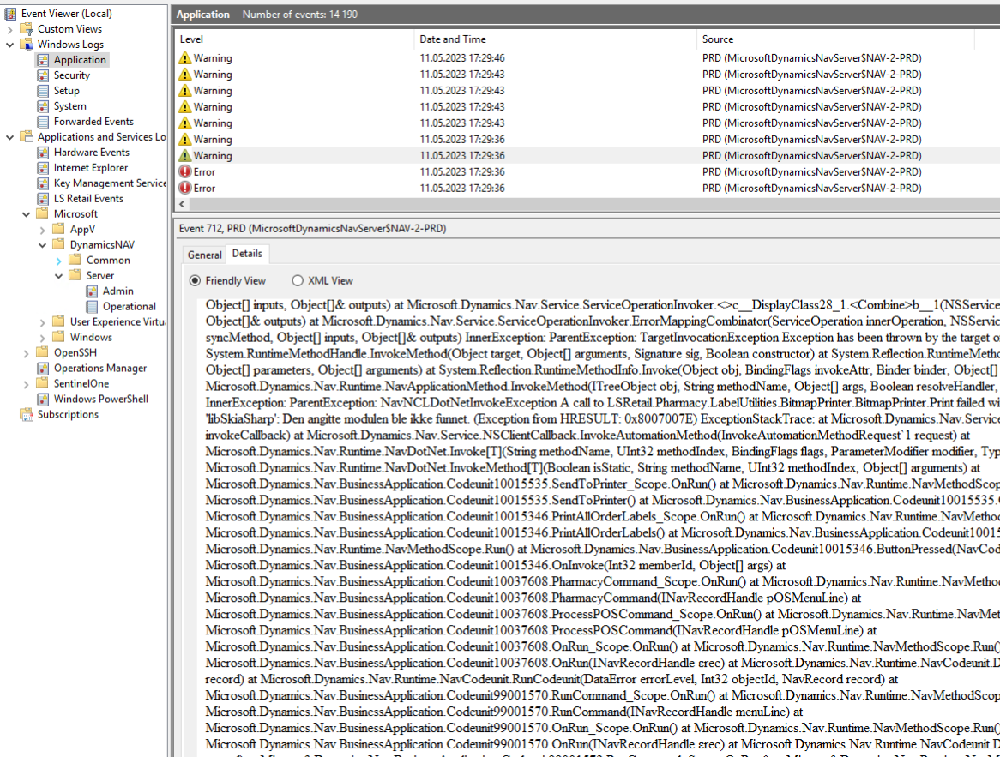 Event Viewer (Local)
Custom Views
Windows Logs
Application
Security
Setup
System
Forwarded Events
Applications and Services Lo
Hardware Events
Internet Explorer
Key Management Service
LS Retail Events
Microsoft
AppV
DynamicsNAV
Common
Server
Admin
Operational
User Experience Virtu
Windows
OpenSSH
Operations Manager
SentinelOne
Windows PowerShell
Subscriptions
Application Number of events: 14 190
Level Date and Time Source
Warning 11.05.2023 17:29:46 PRD (MicrosoftDynamicsNavServer$NAV-2-PRD)
Warning 11.05.2023 17:29:43 PRD (MicrosoftDynamicsNavServer$NAV-2-PRD)
Warning 11.05.2023 17:29:43 PRD (MicrosoftDynamicsNavServer$NAV-2-PRD)
Warning 11.05.2023 17:29:43 PRD (MicrosoftDynamicsNavServer$NAV-2-PRD)
Warning 11.05.2023 17:29:43 PRD (MicrosoftDynamicsNavServer$NAV-2-PRD)
Warning 11.05.2023 17:29:36 PRD (MicrosoftDynamicsNavServer$NAV-2-PRD)
Warning 11.05.2023 17:29:36 PRD (MicrosoftDynamicsNavServer$NAV-2-PRD)
Error 11.05.2023 17:29:36 PRD (MicrosoftDynamicsNavServer$NAV-2-PRD)
Error 11.05.2023 17:29:36 PRD (MicrosoftDynamicsNavServer$NAV-2-PRD)
Event 712, PRD (MicrosoftDynamicsNavServer$NAV-2-PRD)
General Details
Friendly View XML View
Object[] inputs, Object[]& outputs) at Microsoft.Dynamics.Nav.Service.ServiceOperationInvoker.<>c__DisplayClass28_1.<Combine>b__1(NSService
Object[]& outputs) at Microsoft.Dynamics.Nav.Service.ServiceOperationInvoker.ErrorMappingCombinator(ServiceOperation innerOperation, NSServic
syncMethod, Object[] inputs, Object[]& outputs) InnerException: ParentException: TargetInvocationException Exception has been thrown by the target o
System.RuntimeMethodHandle.InvokeMethod(Object target, Object[] arguments, Signature sig, Boolean constructor) at System.Reflection.RuntimeMetho
Object[] parameters, Object[] arguments) at System.Reflection.RuntimeMethodInfo.Invoke(Object obj, BindingFlags invokeAttr, Binder binder, Object[]
Microsoft.Dynamics.Nav.Runtime.NavApplicationMethod.InvokeMethod(ITreeObject obj, String methodName, Object[] args, Boolean resolveHandler,
InnerException: ParentException: NavNCLDotNetInvokeException A call to LSRetail.Pharmacy.LabelUtilities.BitmapPrinter.BitmapPrinter.Print failed wi
'libSkiaSharp': Den angitte modulen ble ikke funnet. (Exception from HRESULT: 0x8007007E) ExceptionStackTrace: at Microsoft.Dynamics.Nav.Service
invokeCallback) at Microsoft.Dynamics.Nav.Service.NSClientCallback.InvokeAutomationMethod(InvokeAutomationMethodRequest`1 request) at
Microsoft.Dynamics.Nav.Runtime.NavDotNet.Invoke[T](String methodName, UInt32 methodIndex, BindingFlags flags, ParameterModifier modifier, Typ
Microsoft.Dynamics.Nav.Runtime.NavDotNet.InvokeMethod[T](Boolean isStatic, String methodName, UInt32 methodIndex, Object[] arguments) at
Microsoft.Dynamics.Nav.BusinessApplication.Codeunit10015535.SendToPrinter_Scope.OnRun() at Microsoft.Dynamics.Nav.Runtime.NavMethodScop
Microsoft.Dynamics.Nav.BusinessApplication.Codeunit10015535.SendToPrinter() at Microsoft.Dynamics.Nav.BusinessApplication.Codeunit10015535.
Microsoft.Dynamics.Nav.BusinessApplication.Codeunit10015346.PrintAllOrderLabels_Scope.OnRun() at Microsoft.Dynamics.Nav.Runtime.NavMethod
Microsoft.Dynamics.Nav.BusinessApplication.Codeunit10015346.PrintAllOrderLabels() at Microsoft.Dynamics.Nav.BusinessApplication.Codeunit10015
Microsoft.Dynamics.Nav.Runtime.NavMethodScope.Run() at Microsoft.Dynamics.Nav.BusinessApplication.Codeunit10015346.ButtonPressed(NavCod
Microsoft.Dynamics.Nav.BusinessApplication.Codeunit10015346.OnInvoke(Int32 memberId, Object[] args) at
Microsoft.Dynamics.Nav.BusinessApplication.Codeunit10037608.PharmacyCommand_Scope.OnRun() at Microsoft.Dynamics.Nav.Runtime.NavMethod
Microsoft.Dynamics.Nav.BusinessApplication.Codeunit10037608.PharmacyCommand(INavRecordHandle pOSMenuLine) at
Microsoft.Dynamics.Nav.BusinessApplication.Codeunit10037608.ProcessPOSCommand_Scope.OnRun() at Microsoft.Dynamics.Nav.Runtime.NavMet
Microsoft.Dynamics.Nav.BusinessApplication.Codeunit10037608.ProcessPOSCommand(INavRecordHandle pOSMenuLine) at
Microsoft.Dynamics.Nav.BusinessApplication.Codeunit10037608.OnRun_Scope.OnRun() at Microsoft.Dynamics.Nav.Runtime.NavMethodScope.Run()
Microsoft.Dynamics.Nav.BusinessApplication.Codeunit10037608.OnRun(INavRecordHandle εrec) at Microsoft.Dynamics.Nav.Runtime.NavCodeunit.D
record) at Microsoft.Dynamics.Nav.Runtime.NavCodeunit.RunCodeunit(DataError errorLevel, Int32 objectId, NavRecord record) at
Microsoft.Dynamics.Nav.BusinessApplication.Codeunit99001570.RunCommand_Scope.OnRun() at Microsoft.Dynamics.Nav.Runtime.NavMethodScop
Microsoft.Dynamics.Nav.BusinessApplication.Codeunit99001570.RunCommand(INavRecordHandle menuLine) at
Microsoft.Dynamics.Nav.BusinessApplication.Codeunit99001570.OnRun_Scope.OnRun() at Microsoft.Dynamics.Nav.Runtime.NavMethodScope.Run()
Microsoft.Dynamics.Nav.BusinessApplication.Codeunit99001570.OnRun(INavRecordHandle εrec) at Microsoft.Dynamics.Nav.Runtime.NavCodeunit.D